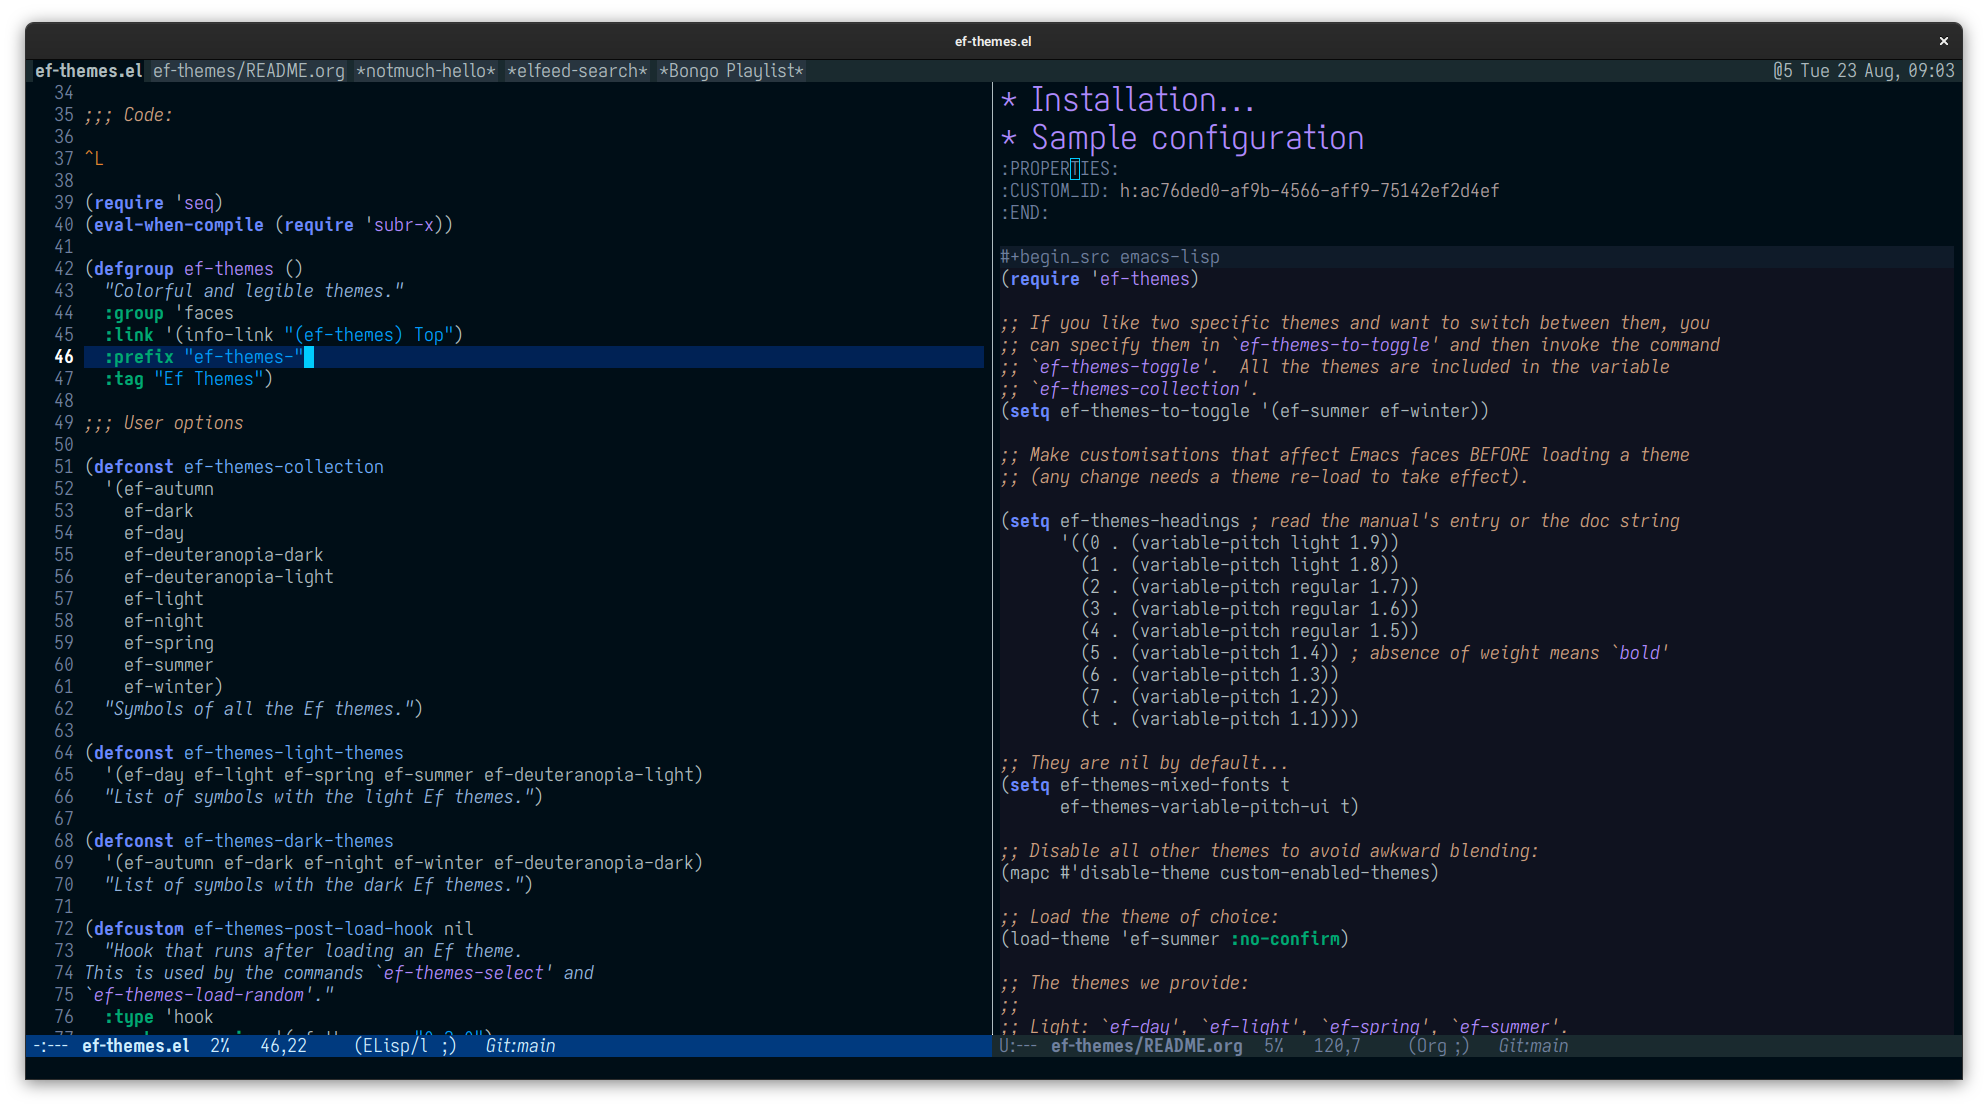 ef-themes.el ×
ef-themes.el ef-themes/README.org *notmuch-hello* *elfeed-search* *Bongo Playlist* @5 Tue 23 Aug, 09:03
34
35 ;;; Code:
36
37 ^L
38
39 (require 'seq)
40 (eval-when-compile (require 'subr-x))
41
42 (defgroup ef-themes ()
43   "Colorful and legible themes."
44   :group 'faces
45   :link '(info-link "(ef-themes) Top")
46   :prefix "ef-themes-"
47   :tag "Ef Themes")
48
49 ;;; User options
50
51 (defconst ef-themes-collection
52   '(ef-autumn
53     ef-dark
54     ef-day
55     ef-deuteranopia-dark
56     ef-deuteranopia-light
57     ef-light
58     ef-night
59     ef-spring
60     ef-summer
61     ef-winter)
62   "Symbols of all the Ef themes.")
63
64 (defconst ef-themes-light-themes
65   '(ef-day ef-light ef-spring ef-summer ef-deuteranopia-light)
66   "List of symbols with the light Ef themes.")
67
68 (defconst ef-themes-dark-themes
69   '(ef-autumn ef-dark ef-night ef-winter ef-deuteranopia-dark)
70   "List of symbols with the dark Ef themes.")
71
72 (defcustom ef-themes-post-load-hook nil
73   "Hook that runs after loading an Ef theme.
74 This is used by the commands `ef-themes-select' and
75 `ef-themes-load-random'."
76   :type 'hook
-:--- ef-themes.el 2% 46,22 (ELisp/l ;) Git:main
* Installation...
* Sample configuration
:PROPERTIES:
:CUSTOM_ID: h:ac76ded0-af9b-4566-aff9-75142ef2d4ef
:END:
#+begin_src emacs-lisp
(require 'ef-themes)
;; If you like two specific themes and want to switch between them, you
;; can specify them in `ef-themes-to-toggle' and then invoke the command
;; `ef-themes-toggle'.  All the themes are included in the variable
;; `ef-themes-collection'.
(setq ef-themes-to-toggle '(ef-summer ef-winter))
;; Make customisations that affect Emacs faces BEFORE loading a theme
;; (any change needs a theme re-load to take effect).
(setq ef-themes-headings ; read the manual's entry or the doc string
      '((0 . (variable-pitch light 1.9))
        (1 . (variable-pitch light 1.8))
        (2 . (variable-pitch regular 1.7))
        (3 . (variable-pitch regular 1.6))
        (4 . (variable-pitch regular 1.5))
        (5 . (variable-pitch 1.4)) ; absence of weight means `bold'
        (6 . (variable-pitch 1.3))
        (7 . (variable-pitch 1.2))
        (t . (variable-pitch 1.1))))
;; They are nil by default...
(setq ef-themes-mixed-fonts t
      ef-themes-variable-pitch-ui t)
;; Disable all other themes to avoid awkward blending:
(mapc #'disable-theme custom-enabled-themes)
;; Load the theme of choice:
(load-theme 'ef-summer :no-confirm)
;; The themes we provide:
;;
;; Light: `ef-day', `ef-light', `ef-spring', `ef-summer'.
U:--- ef-themes/README.org 5% 120,7 (Org ;) Git:main